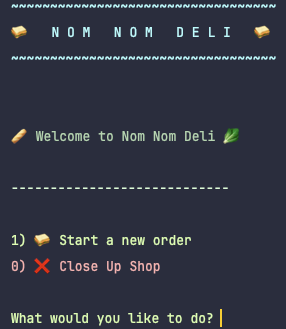 ~~~~~~~~~~~~~~~~~~~~~~~~~~~~~~~~~~
🥪 N O M  N O M  D E L I 🥪
~~~~~~~~~~~~~~~~~~~~~~~~~~~~~~~~~~
🥖 Welcome to Nom Nom Deli 🥬
----------------------------
1) 🥪 Start a new order
0) ❌ Close Up Shop
What would you like to do?